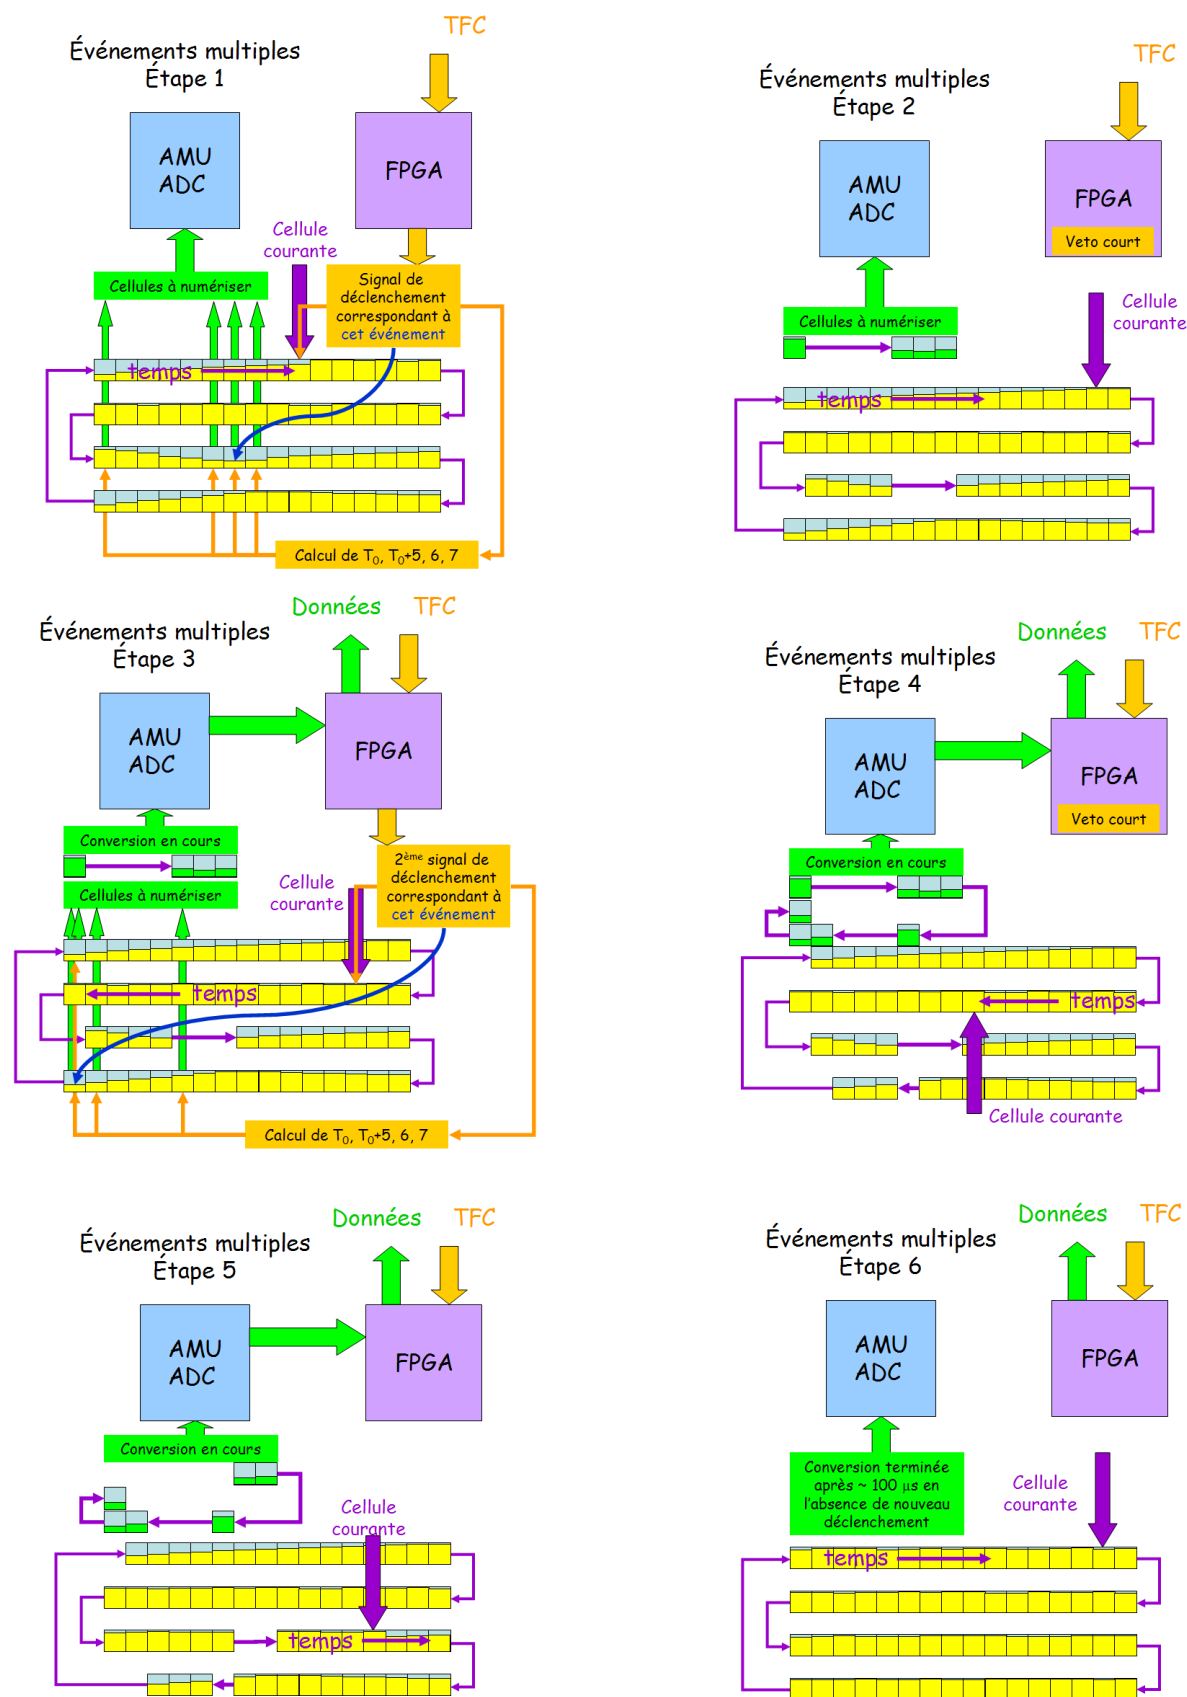 TFC
Événements multiples
Étape 1
AMU
ADC
FPGA
Cellule
courante
Cellules à numériser
Signal de
déclenchement
correspondant à
cet événement
temps
Calcul de T₀, T₀+5, 6, 7
TFC
Événements multiples
Étape 2
AMU
ADC
FPGA
Veto court
Cellules à numériser
Cellule
courante
temps
Données
TFC
Événements multiples
Étape 3
AMU
ADC
FPGA
Conversion en cours
Cellules à numériser
Cellule
courante
2ème signal de
déclenchement
correspondant à
cet événement
temps
Calcul de T₀, T₀+5, 6, 7
Données
TFC
Événements multiples
Étape 4
AMU
ADC
FPGA
Veto court
Conversion en cours
temps
Cellule courante
Données
TFC
Événements multiples
Étape 5
AMU
ADC
FPGA
Conversion en cours
Cellule
courante
temps
Données
TFC
Événements multiples
Étape 6
AMU
ADC
FPGA
Conversion terminée
après ~ 100 µs en
l'absence de nouveau
déclenchement
Cellule
courante
temps